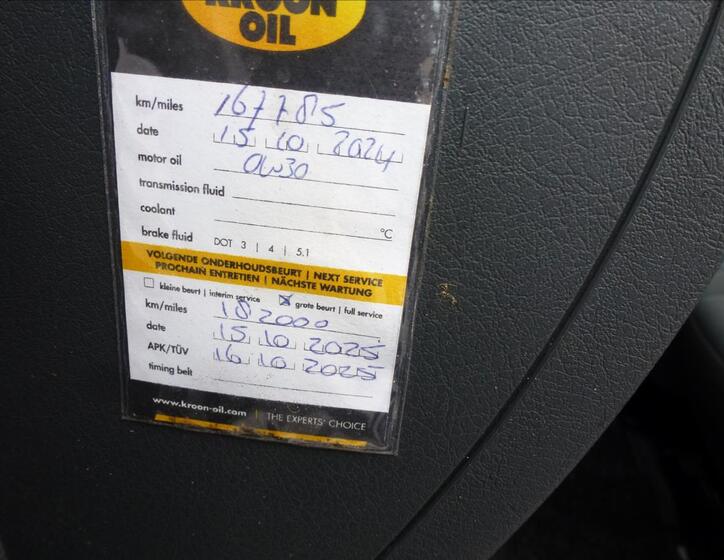 KROON
OIL
km/miles 167785
date 15 10 2024
motor oil 0W30
transmission fluid
coolant °C
brake fluid DOT 3 | 4 | 5.1
VOLGENDE ONDERHOUDSBEURT | NEXT SERVICE
PROCHAIN ENTRETIEN | NÄCHSTE WARTUNG
kleine beurt | interim service grote beurt | full service
km/miles 182000
date 15 10 2025
APK/TÜV 16 10 2025
timing belt
www.kroon-oil.com | THE EXPERTS' CHOICE